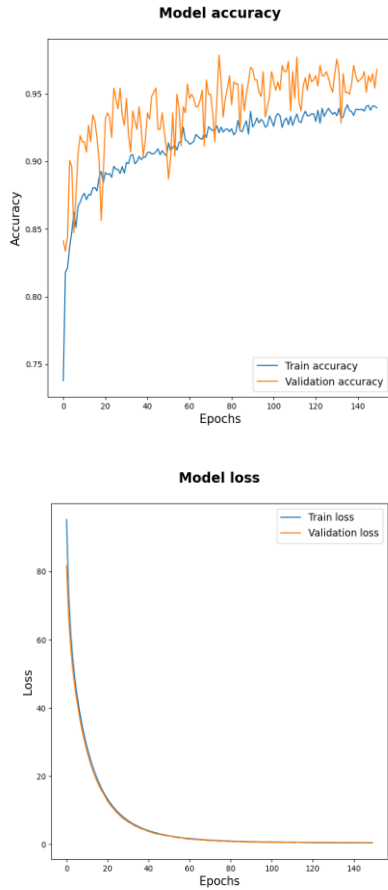 Model accuracy
Accuracy
0.95
0.90
0.85
0.80
0.75
Train accuracy
Validation accuracy
0 20 40 60 80 100 120 140
Epochs
Model loss
Loss
80
60
40
20
0
Train loss
Validation loss
0 20 40 60 80 100 120 140
Epochs